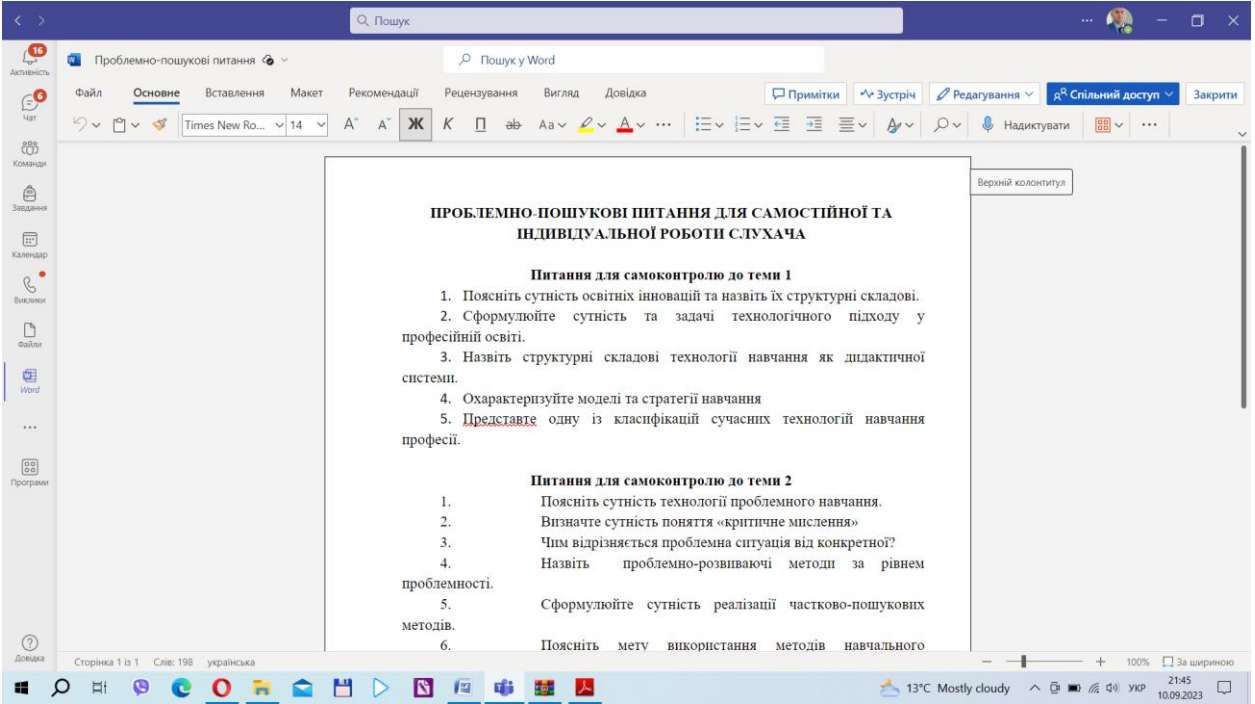 Пошук
16
Активність
Проблемно-пошукові питання
Пошук у Word
Файл Основне Вставлення Макет Рекомендації Рецензування Вигляд Довідка
Примітки Зустріч Редагування Спільний доступ Закрити
9
Чат
Times New Ro... 14 Ж К П ab Aa А Надиктувати
Команди
Завдання
Календар
Виклики
Файли
Word
Програми
Довідка
Верхній колонтитул
ПРОБЛЕМНО-ПОШУКОВІ ПИТАННЯ ДЛЯ САМОСТІЙНОЇ ТА
ІНДИВІДУАЛЬНОЇ РОБОТИ СЛУХАЧА
Питання для самоконтролю до теми 1
1. Поясніть сутність освітніх інновацій та назвіть їх структурні складові.
2. Сформулюйте сутність та задачі технологічного підходу у
професійній освіті.
3. Назвіть структурні складові технології навчання як дидактичної
системи.
4. Охарактеризуйте моделі та стратегії навчання
5. Представте одну із класифікацій сучасних технологій навчання
професії.
Питання для самоконтролю до теми 2
1. Поясніть сутність технології проблемного навчання.
2. Визначте сутність поняття «критичне мислення»
3. Чим відрізняється проблемна ситуація від конкретної?
4. Назвіть проблемно-розвиваючі методи за рівнем
проблемності.
5. Сформулюйте сутність реалізації частково-пошукових
методів.
6. Поясніть мету використання методів навчального
Сторінка 1 із 1 Слів: 198 українська
100% За шириною
13°C Mostly cloudy УКР 21:45
10.09.2023